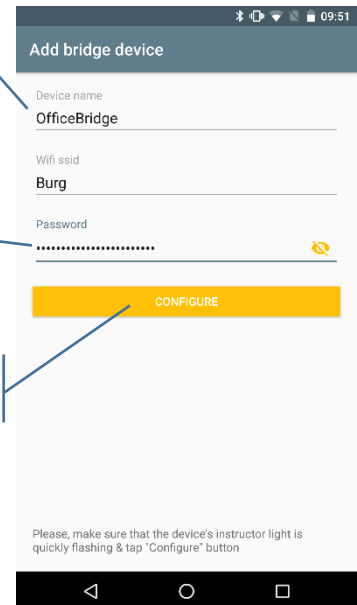 09:51
Add bridge device
Device name
OfficeBridge
Wifi ssid
Burg
Password
••••••••••••••••••••••••
CONFIGURE
Please, make sure that the device's instructor light is
quickly flashing & tap "Configure" button